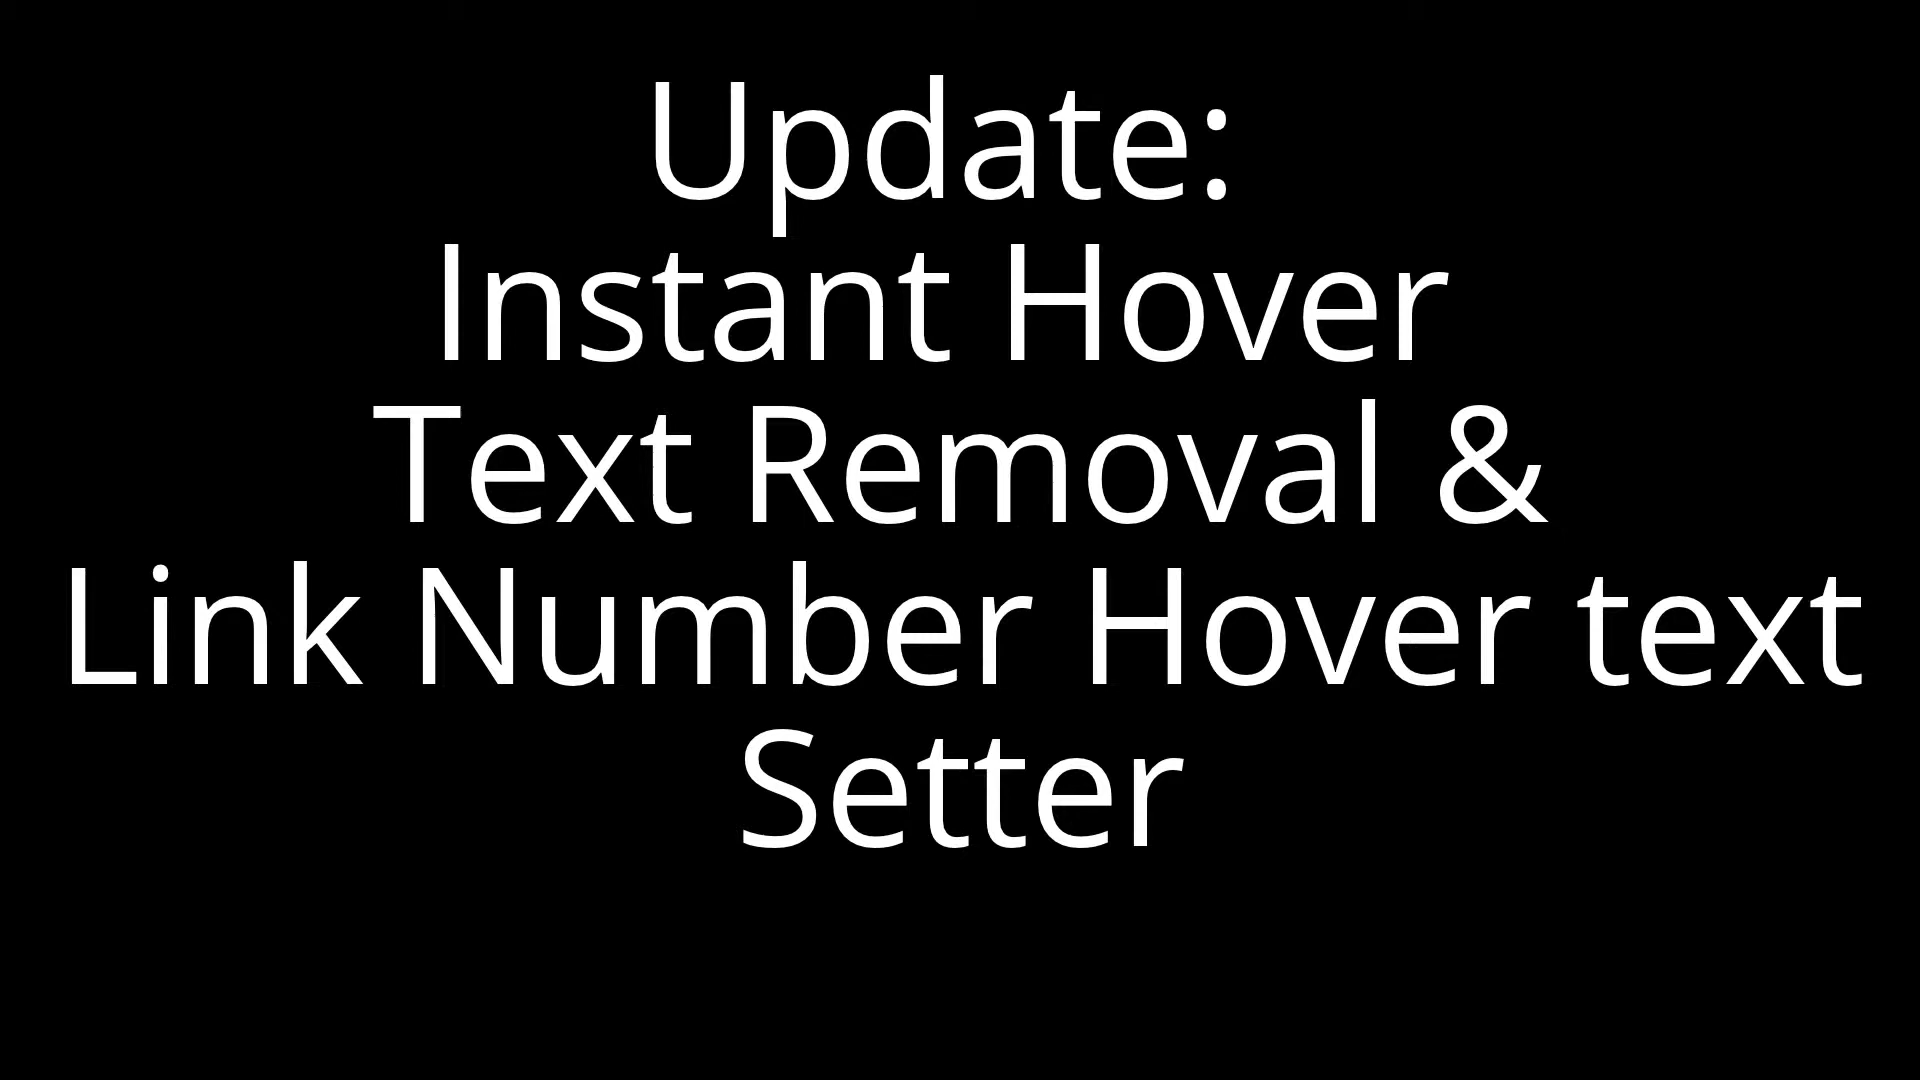 Update:
Instant Hover
Text Removal &
Link Number Hover text
Setter